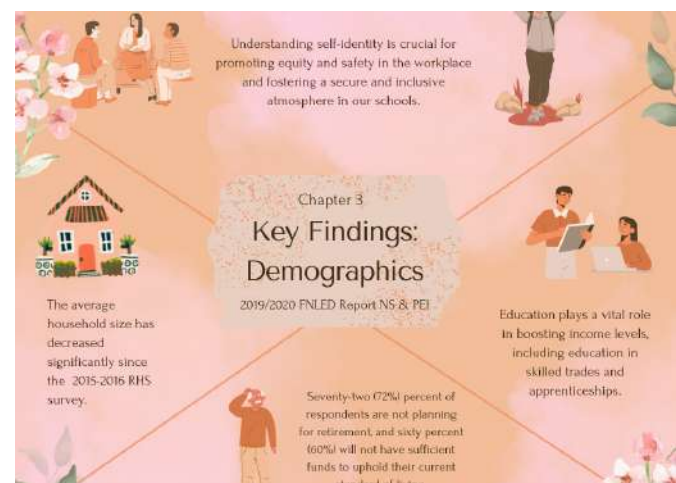 Understanding self-identity is crucial for
promoting equity and safety in the workplace
and fostering a secure and inclusive
atmosphere in our schools.
Chapter 3
Key Findings:
Demographics
2019/2020 FNLED Report NS & PEI
The average
household size has
decreased
significantly since
the 2015-2016 RHS
survey.
Education plays a vital role
in boosting income levels,
including education in
skilled trades and
apprenticeships.
Seventy-two (72%) percent of
respondents are not planning
for retirement, and sixty percent
(60%) will not have sufficient
funds to uphold their current